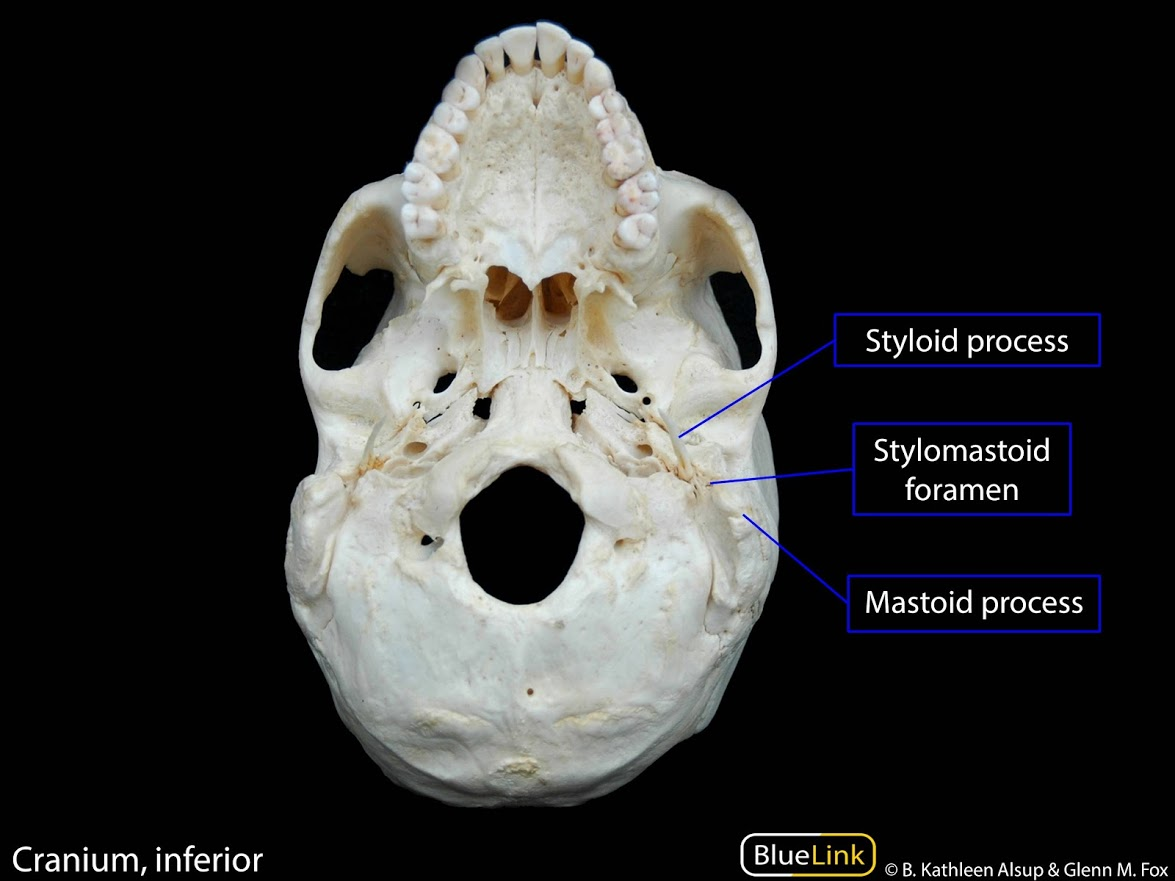 Styloid process
Stylomastoid
foramen
Mastoid process
Cranium, inferior
BlueLink
© B. Kathleen Alsup & Glenn M. Fox